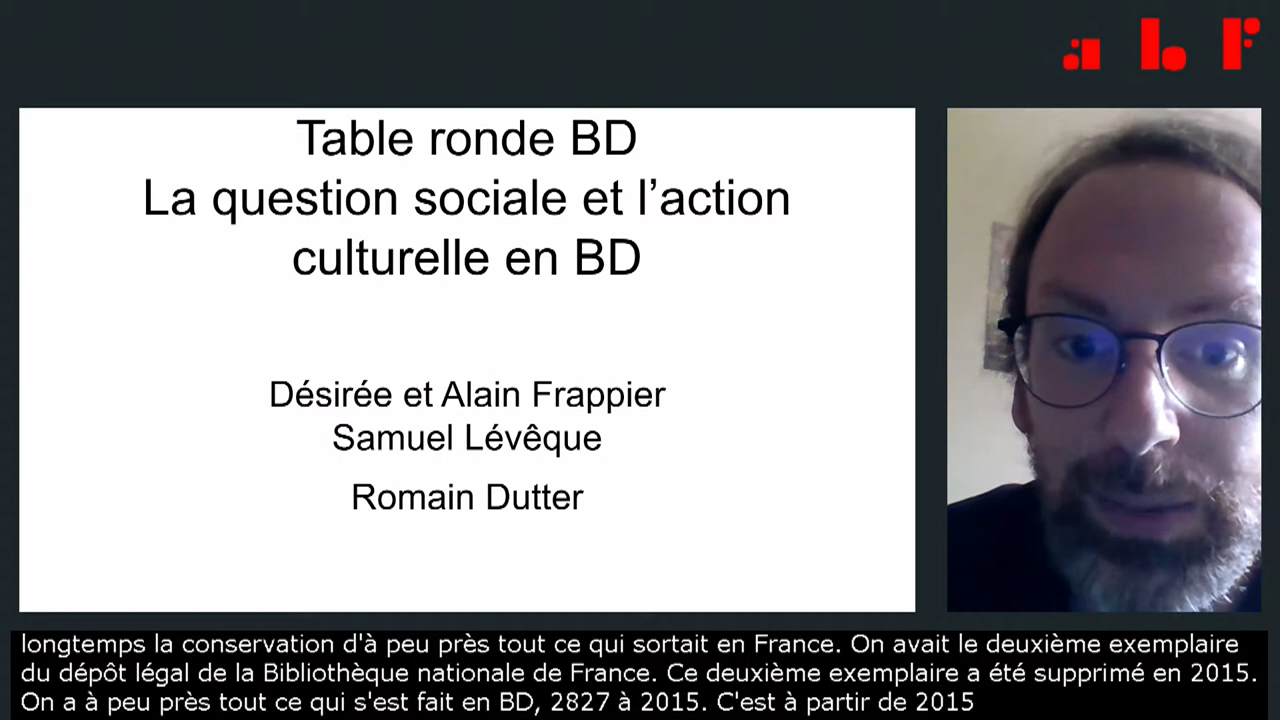 abF
Table ronde BD
La question sociale et l’action
culturelle en BD
Désirée et Alain Frappier
Samuel Lévêque
Romain Dutter
longtemps la conservation d'à peu près tout ce qui sortait en France. On avait le deuxième exemplaire
du dépôt légal de la Bibliothèque nationale de France. Ce deuxième exemplaire a été supprimé en 2015.
On a à peu près tout ce qui s'est fait en BD, 2827 à 2015. C'est à partir de 2015